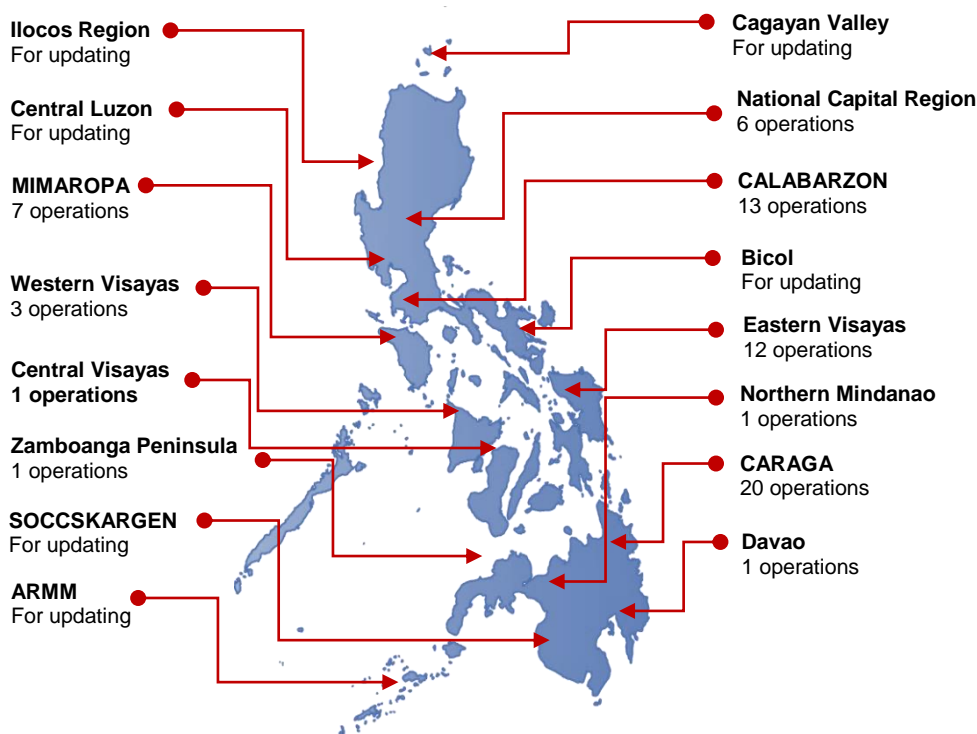 Ilocos Region
For updating
Central Luzon
For updating
MIMAROPA
7 operations
Western Visayas
3 operations
Central Visayas
1 operations
Zamboanga Peninsula
1 operations
SOCCSKARGEN
For updating
ARMM
For updating
Cagayan Valley
For updating
National Capital Region
6 operations
CALABARZON
13 operations
Bicol
For updating
Eastern Visayas
12 operations
Northern Mindanao
1 operations
CARAGA
20 operations
Davao
1 operations